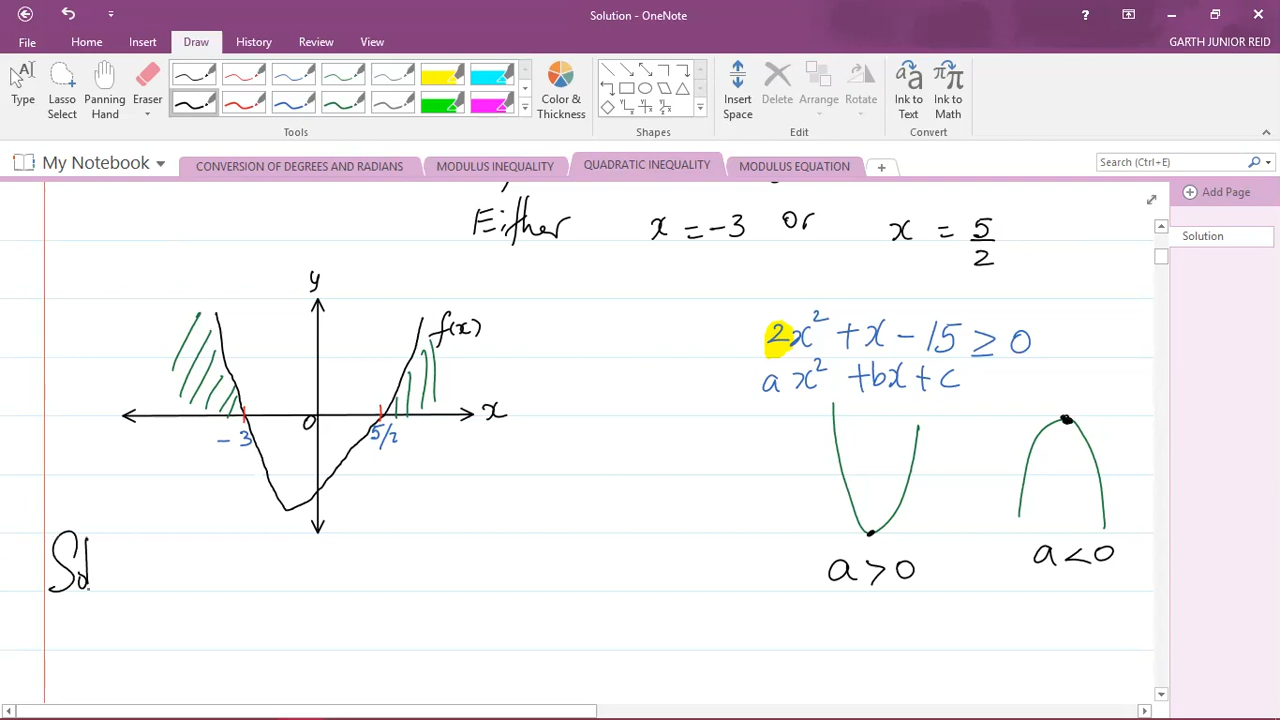 Solution - OneNote
GARTH JUNIOR REID
File Home Insert Draw History Review View
Type
Lasso Select
Panning Hand
Eraser
Color & Thickness
Insert Space
Delete
Arrange
Rotate
Ink to Text
Ink to Math
Tools
Shapes
Edit
Convert
My Notebook
CONVERSION OF DEGREES AND RADIANS
MODULUS INEQUALITY
QUADRATIC INEQUALITY
MODULUS EQUATION
Search (Ctrl+E)
Add Page
Solution
Either x = -3 or x = 5/2
y
f(x)
2x² + x - 15 ≥ 0
ax² + bx + c
0
x
-3
5/2
a > 0
a < 0
Sol